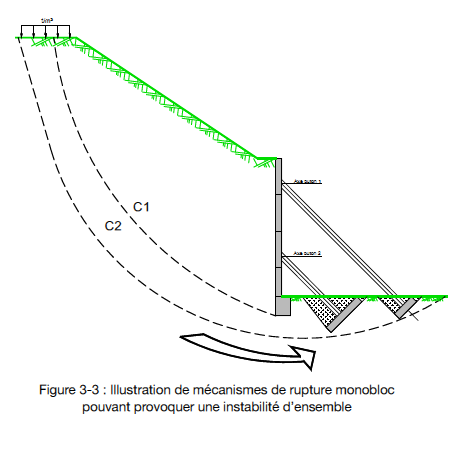 t/m²
Axe buton 1
C1
C2
Axe buton 2
Figure 3-3 : Illustration de mécanismes de rupture monobloc
pouvant provoquer une instabilité d'ensemble